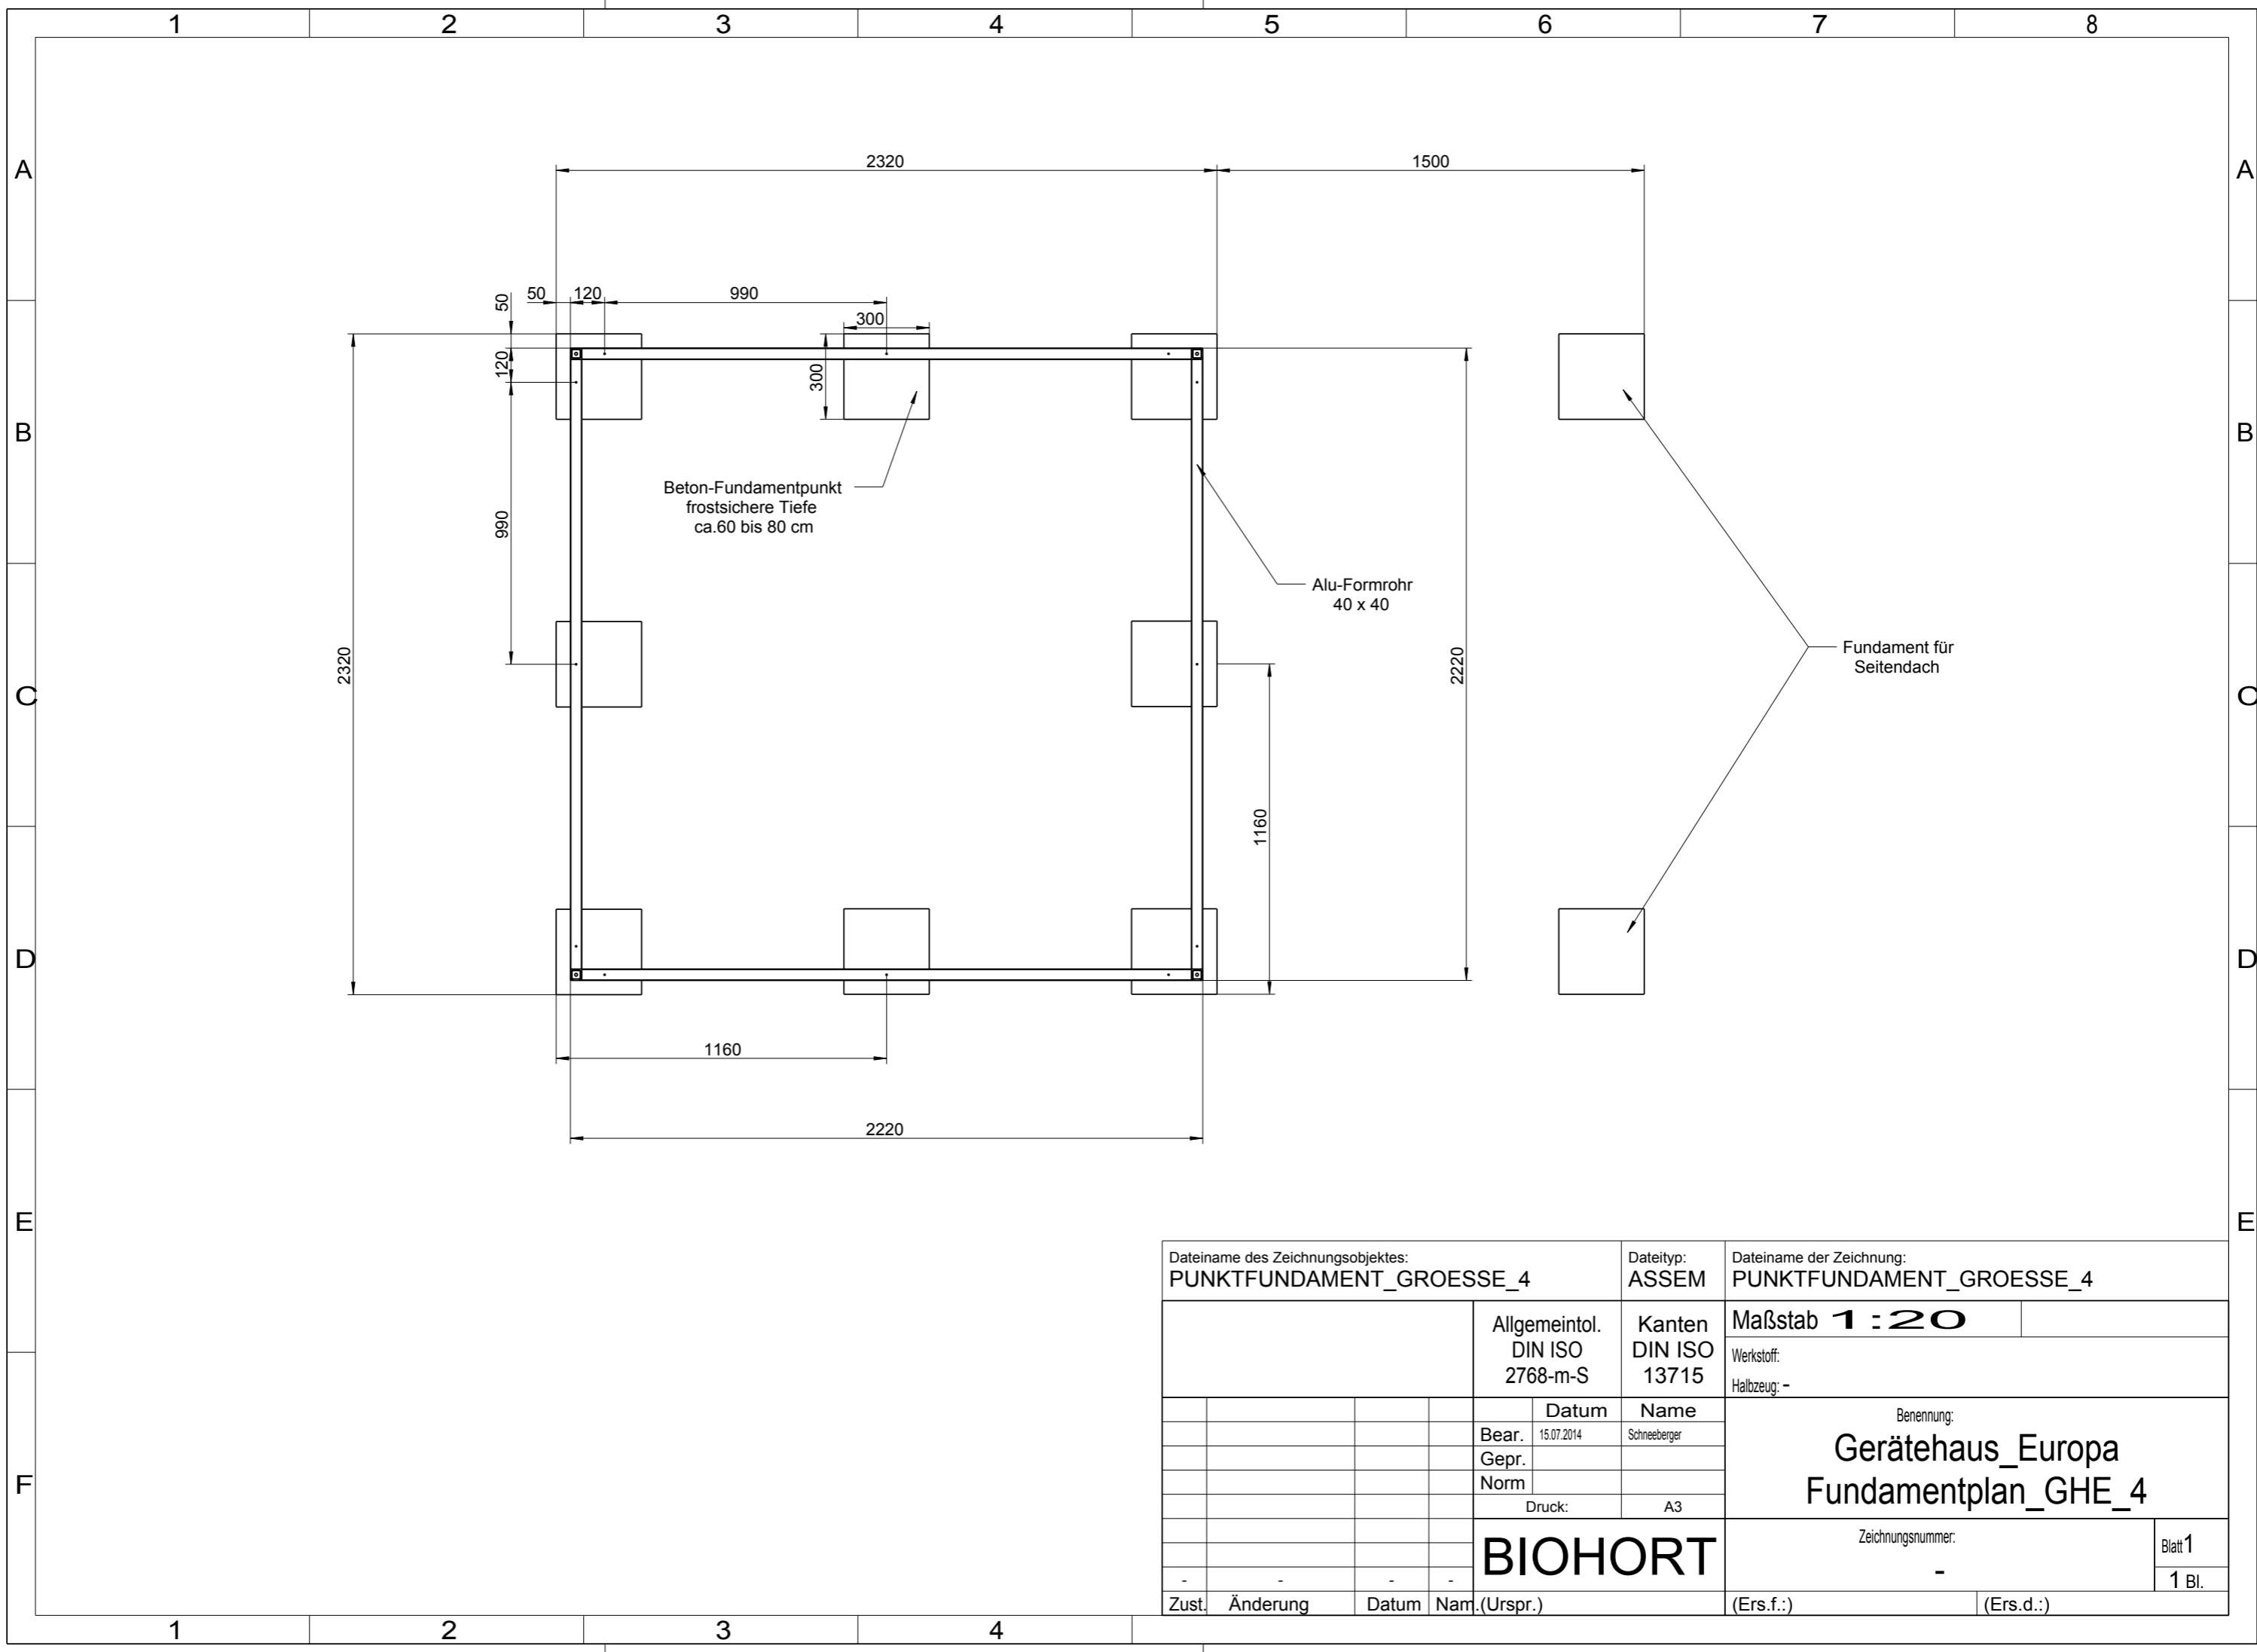 1 2 3 4 5 6 7 8
A A
2320 1500
50 50 120 990
300
120 300
B B
Beton-Fundamentpunkt
frostsichere Tiefe
ca.60 bis 80 cm
990
Alu-Formrohr
40 x 40
2320
2220
Fundament für
Seitendach
C C
1160
D D
1160
2220
E E
Dateiname des Zeichnungsobjektes: Dateityp: Dateiname der Zeichnung:
PUNKTFUNDAMENT_GROESSE_4 ASSEM PUNKTFUNDAMENT_GROESSE_4
Allgemeintol.
DIN ISO
2768-m-S
Kanten
DIN ISO
13715
Maßstab 1:20
Werkstoff:
Halbzeug: -
Datum Name
Bear. 15.07.2014 Schneeberger
Gepr.
Norm
Druck: A3
Benennung:
Gerätehaus_Europa
Fundamentplan_GHE_4
F
BIOHORT
Zeichnungsnummer:
-
Blatt 1
1 Bl.
- - - -
Zust. Änderung Datum Nam. (Urspr.) (Ers.f.:) (Ers.d.:)
1 2 3 4